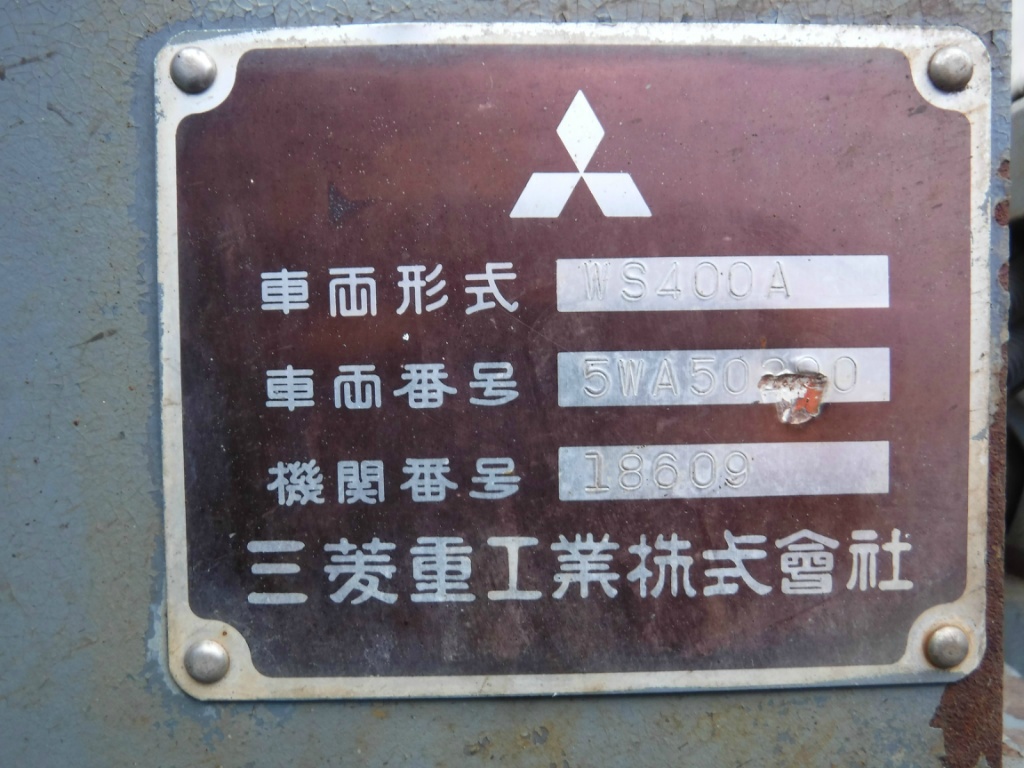 車両形式 WS400A
車両番号
機関番号 18609
三菱重工業株式會社